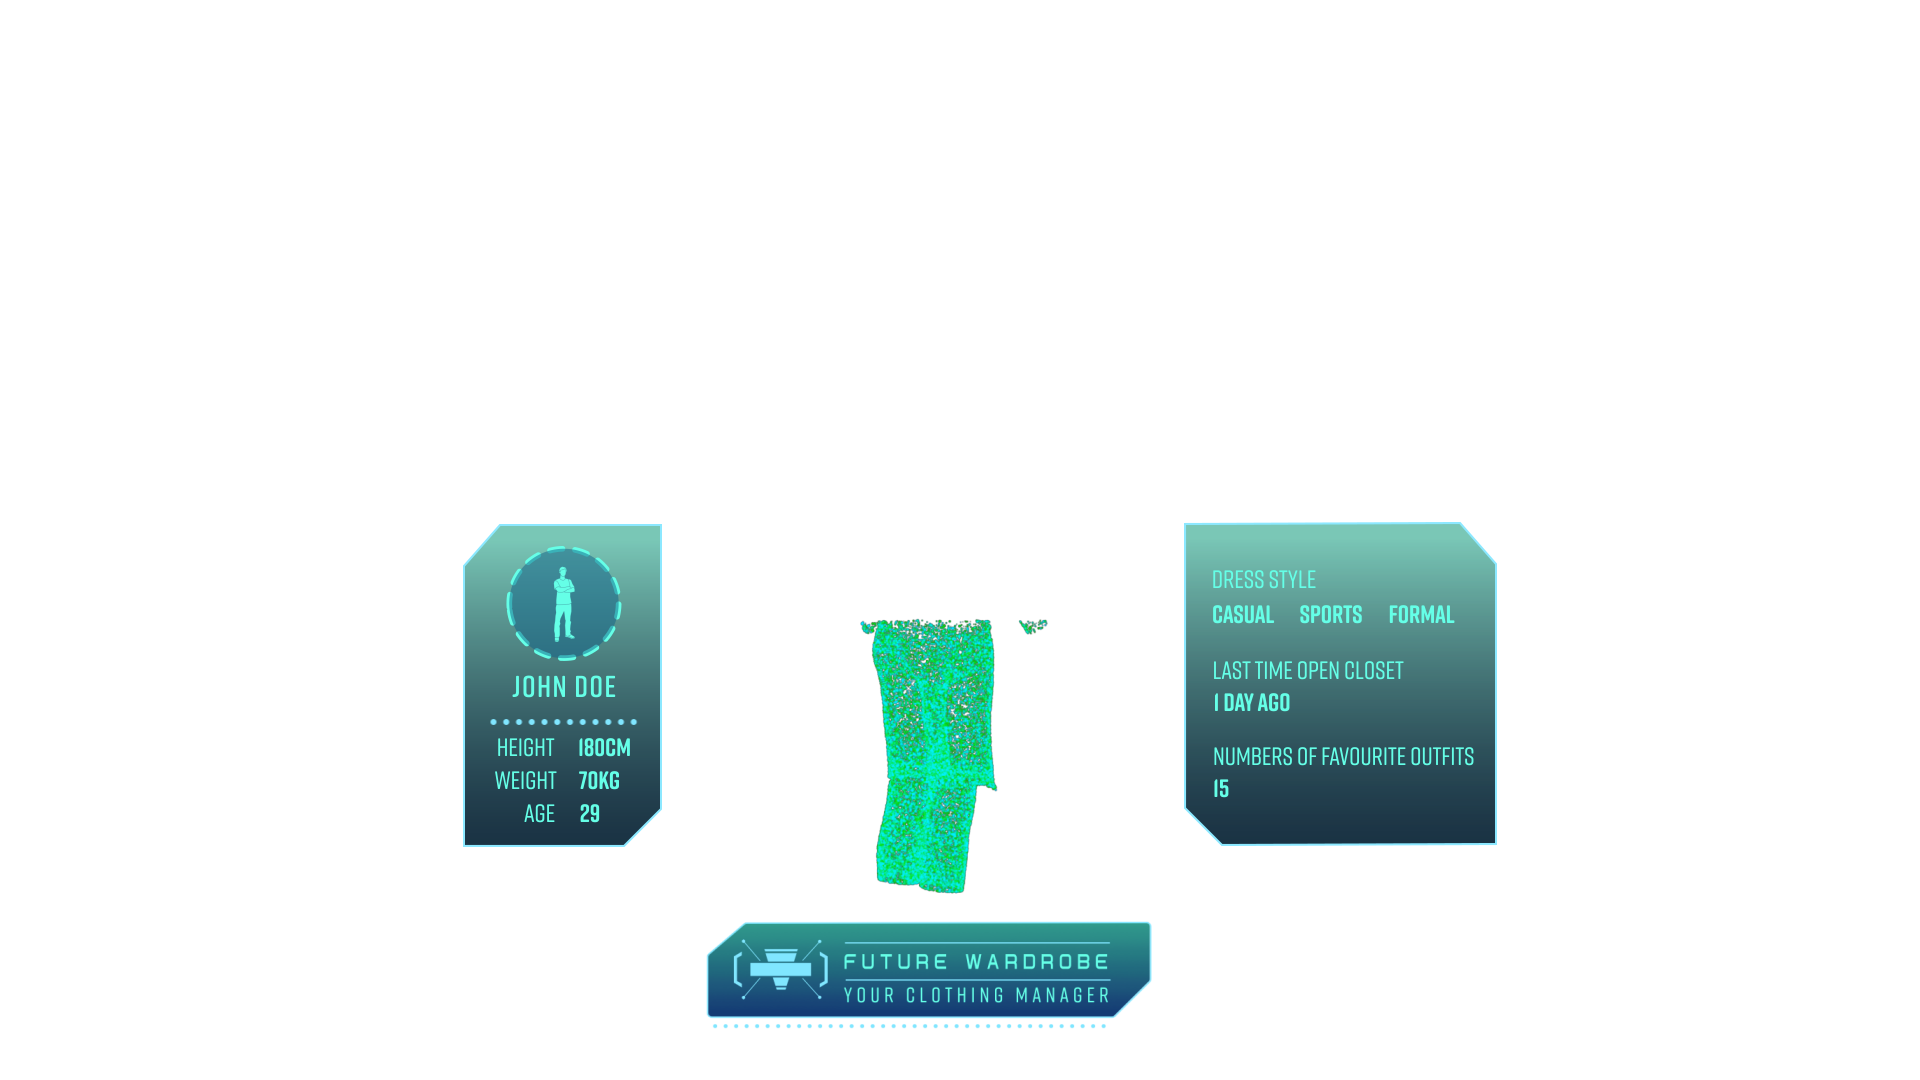 JOHN DOE
HEIGHT 180CM
WEIGHT 70KG
AGE 29
DRESS STYLE
CASUAL SPORTS FORMAL
LAST TIME OPEN CLOSET
1 DAY AGO
NUMBERS OF FAVOURITE OUTFITS
15
FUTURE WARDROBE
YOUR CLOTHING MANAGER